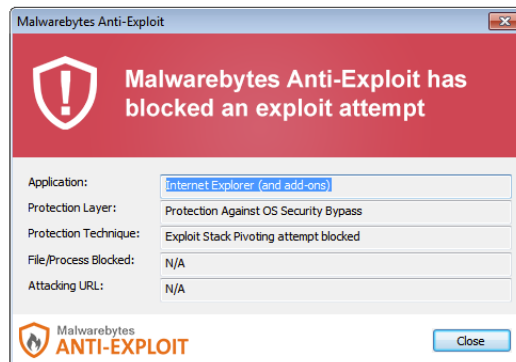 Malwarebytes Anti-Exploit
Malwarebytes Anti-Exploit has
blocked an exploit attempt
Application: Internet Explorer (and add-ons)
Protection Layer: Protection Against OS Security Bypass
Protection Technique: Exploit Stack Pivoting attempt blocked
File/Process Blocked: N/A
Attacking URL: N/A
Malwarebytes
ANTI-EXPLOIT
Close